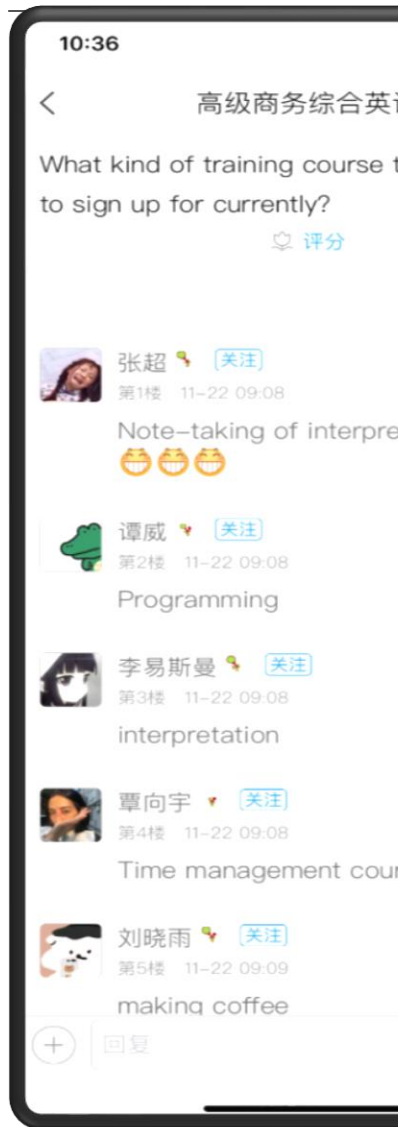 10:36
高级商务综合英
What kind of training course
to sign up for currently?
评分
张超 关注
第1楼 11-22 09:08
Note-taking of
谭威 关注
第2楼 11-22 09:08
Programming
李易斯曼 关注
第3楼 11-22 09:08
interpretation
覃向宇 关注
第4楼 11-22 09:08
Time management
刘晓雨 关注
第5楼 11-22 09:09
making coffee
回复